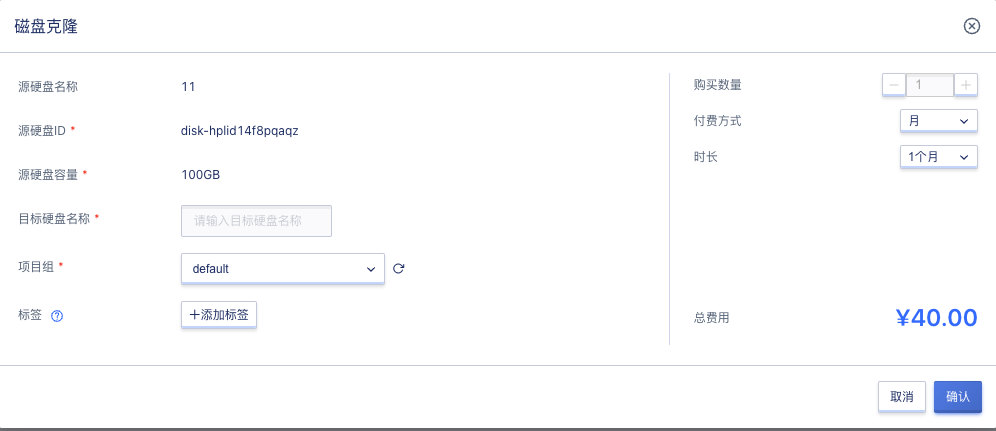 磁盘克隆
源硬盘名称 11
源硬盘ID * disk-hplid14f8pqaqz
源硬盘容量 * 100GB
目标硬盘名称 * 请输入目标硬盘名称
项目组 * default
标签 ? +添加标签
购买数量 - 1 +
付费方式 月
时长 1个月
总费用 ¥40.00
取消 确认